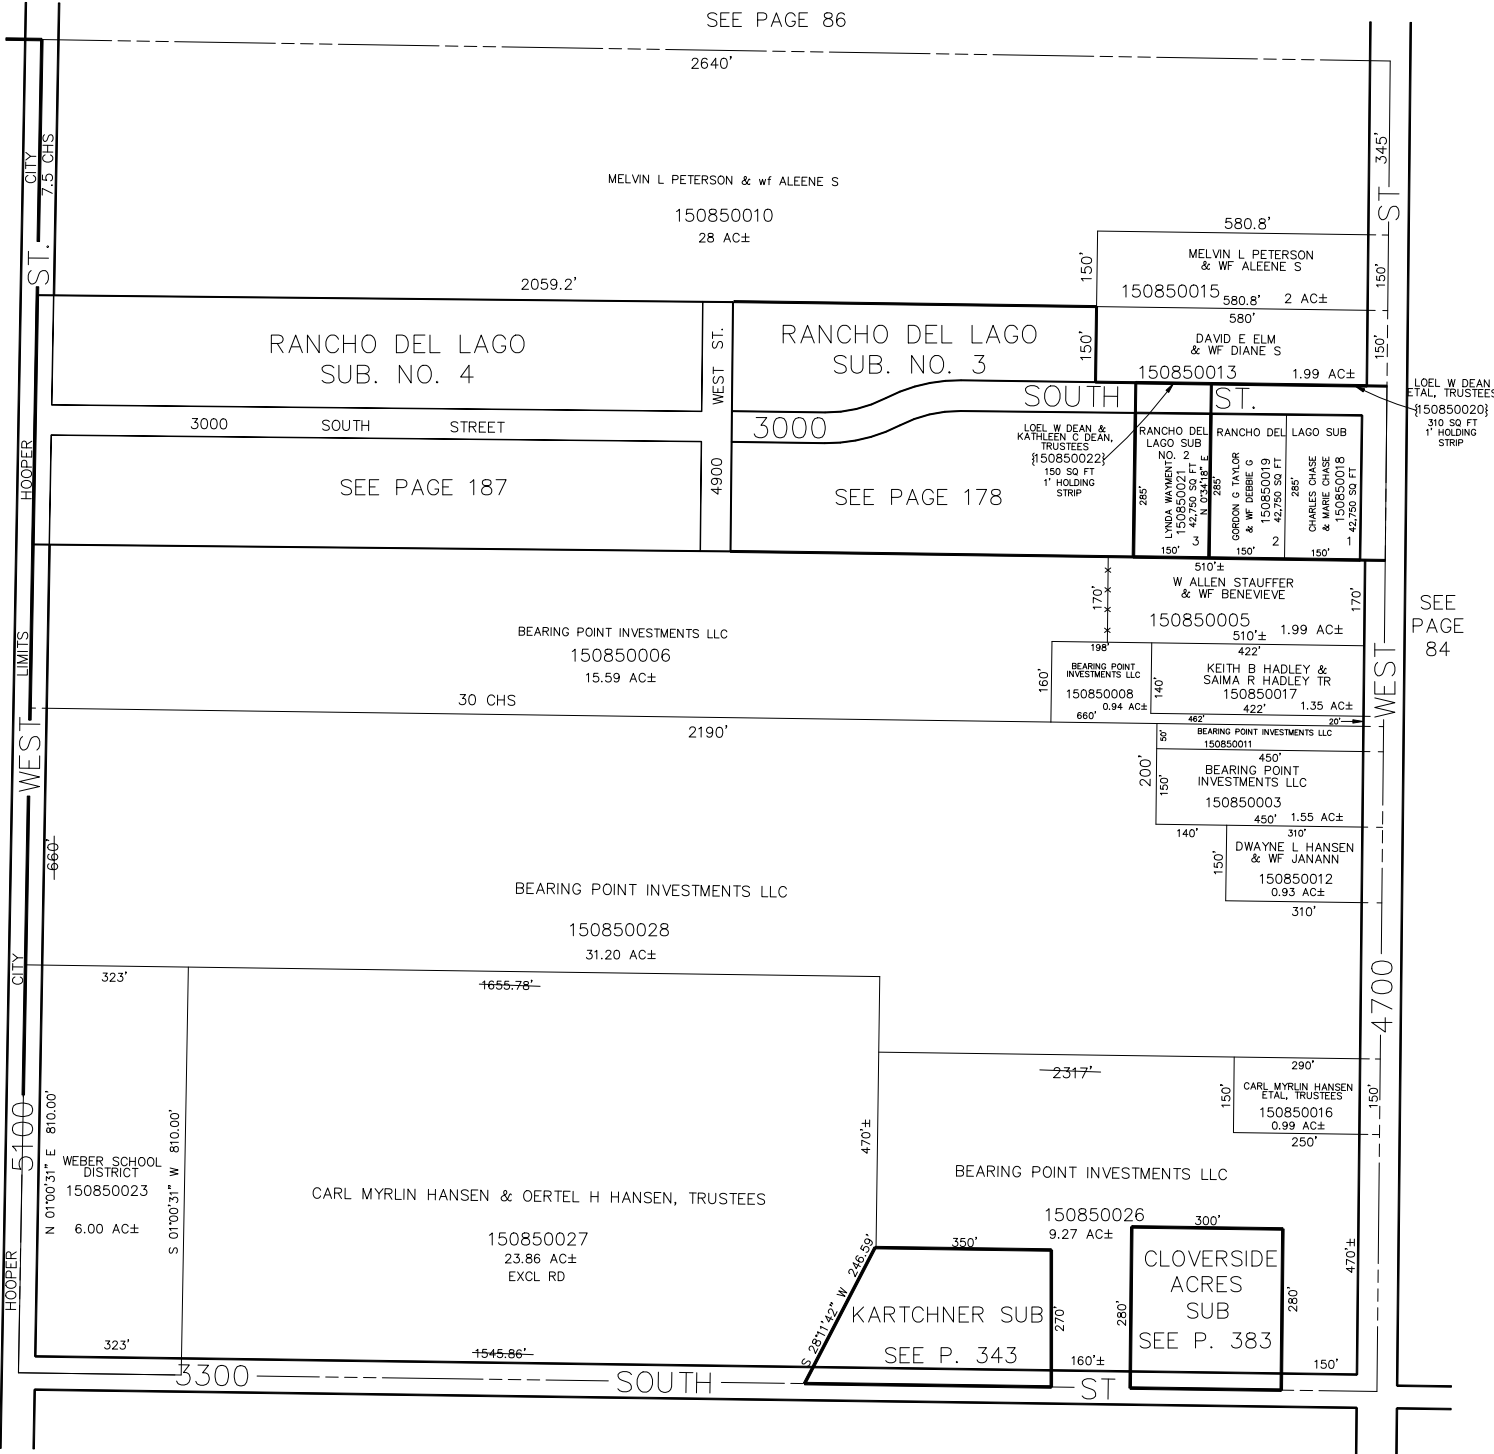 SEE PAGE 86
2640'
CITY
7.5 CHS
345'
MELVIN L PETERSON & wf ALEENE S
150850010
28 AC±
ST.
ST
580.8'
150'
MELVIN L PETERSON
& WF ALEENE S
150850015
580.8'
2 AC±
150'
2059.2'
RANCHO DEL LAGO
SUB. NO. 4
WEST ST.
RANCHO DEL LAGO
SUB. NO. 3
150'
580'
DAVID E ELM
& WF DIANE S
150850013
1.99 AC±
150'
LOEL W DEAN
ETAL, TRUSTEES
{150850020}
310 SQ FT
1' HOLDING
STRIP
3000 SOUTH STREET
3000
SOUTH
ST.
HOOPER
SEE PAGE 187
4900
SEE PAGE 178
LOEL W DEAN &
KATHLEEN C DEAN,
TRUSTEES
{150850022}
150 SQ FT
1' HOLDING
STRIP
RANCHO DEL
LAGO SUB
NO. 2
285'
LYNDA WAYMENT
150850021
42,750 SQ FT
N 0°34'18" E
3
150'
RANCHO DEL LAGO SUB
285'
GORDON G TAYLOR
& WF DEBBIE G
150850019
42,750 SQ FT
2
150'
285'
CHARLES CHASE
& MARIE CHASE
150850018
42,750 SQ FT
1
150'
510'±
W ALLEN STAUFFER
& WF BENEVIEVE
150850005
1.99 AC±
510'±
170'
170'
SEE
PAGE
84
LIMITS
BEARING POINT INVESTMENTS LLC
150850006
15.59 AC±
30 CHS
198'
160'
BEARING POINT
INVESTMENTS LLC
150850008
0.94 AC±
660'
422'
140'
KEITH B HADLEY &
SAIMA R HADLEY TR
150850017
422'
1.35 AC±
462'
20'
WEST
WEST
2190'
BEARING POINT INVESTMENTS LLC
150850011
50'
450'
200'
150'
BEARING POINT
INVESTMENTS LLC
150850003
450'
1.55 AC±
140'
310'
150'
DWAYNE L HANSEN
& WF JANANN
150850012
0.93 AC±
310'
660'
BEARING POINT INVESTMENTS LLC
150850028
31.20 AC±
CITY
4700
323'
1655.78'
2317'
290'
150'
CARL MYRLIN HANSEN
ETAL, TRUSTEES
150850016
0.99 AC±
250'
150'
5100
N 01°00'31" E 810.00'
WEBER SCHOOL
DISTRICT
150850023
6.00 AC±
S 01°00'31" W 810.00'
470'±
CARL MYRLIN HANSEN & OERTEL H HANSEN, TRUSTEES
150850027
23.86 AC±
EXCL RD
BEARING POINT INVESTMENTS LLC
150850026
9.27 AC±
HOOPER
S 28°11'42" W 246.59'
350'
KARTCHNER SUB
SEE P. 343
270'
300'
280'
CLOVERSIDE
ACRES
SUB
SEE P. 383
280'
470'±
323'
1545.86'
160'±
150'
3300
SOUTH
ST